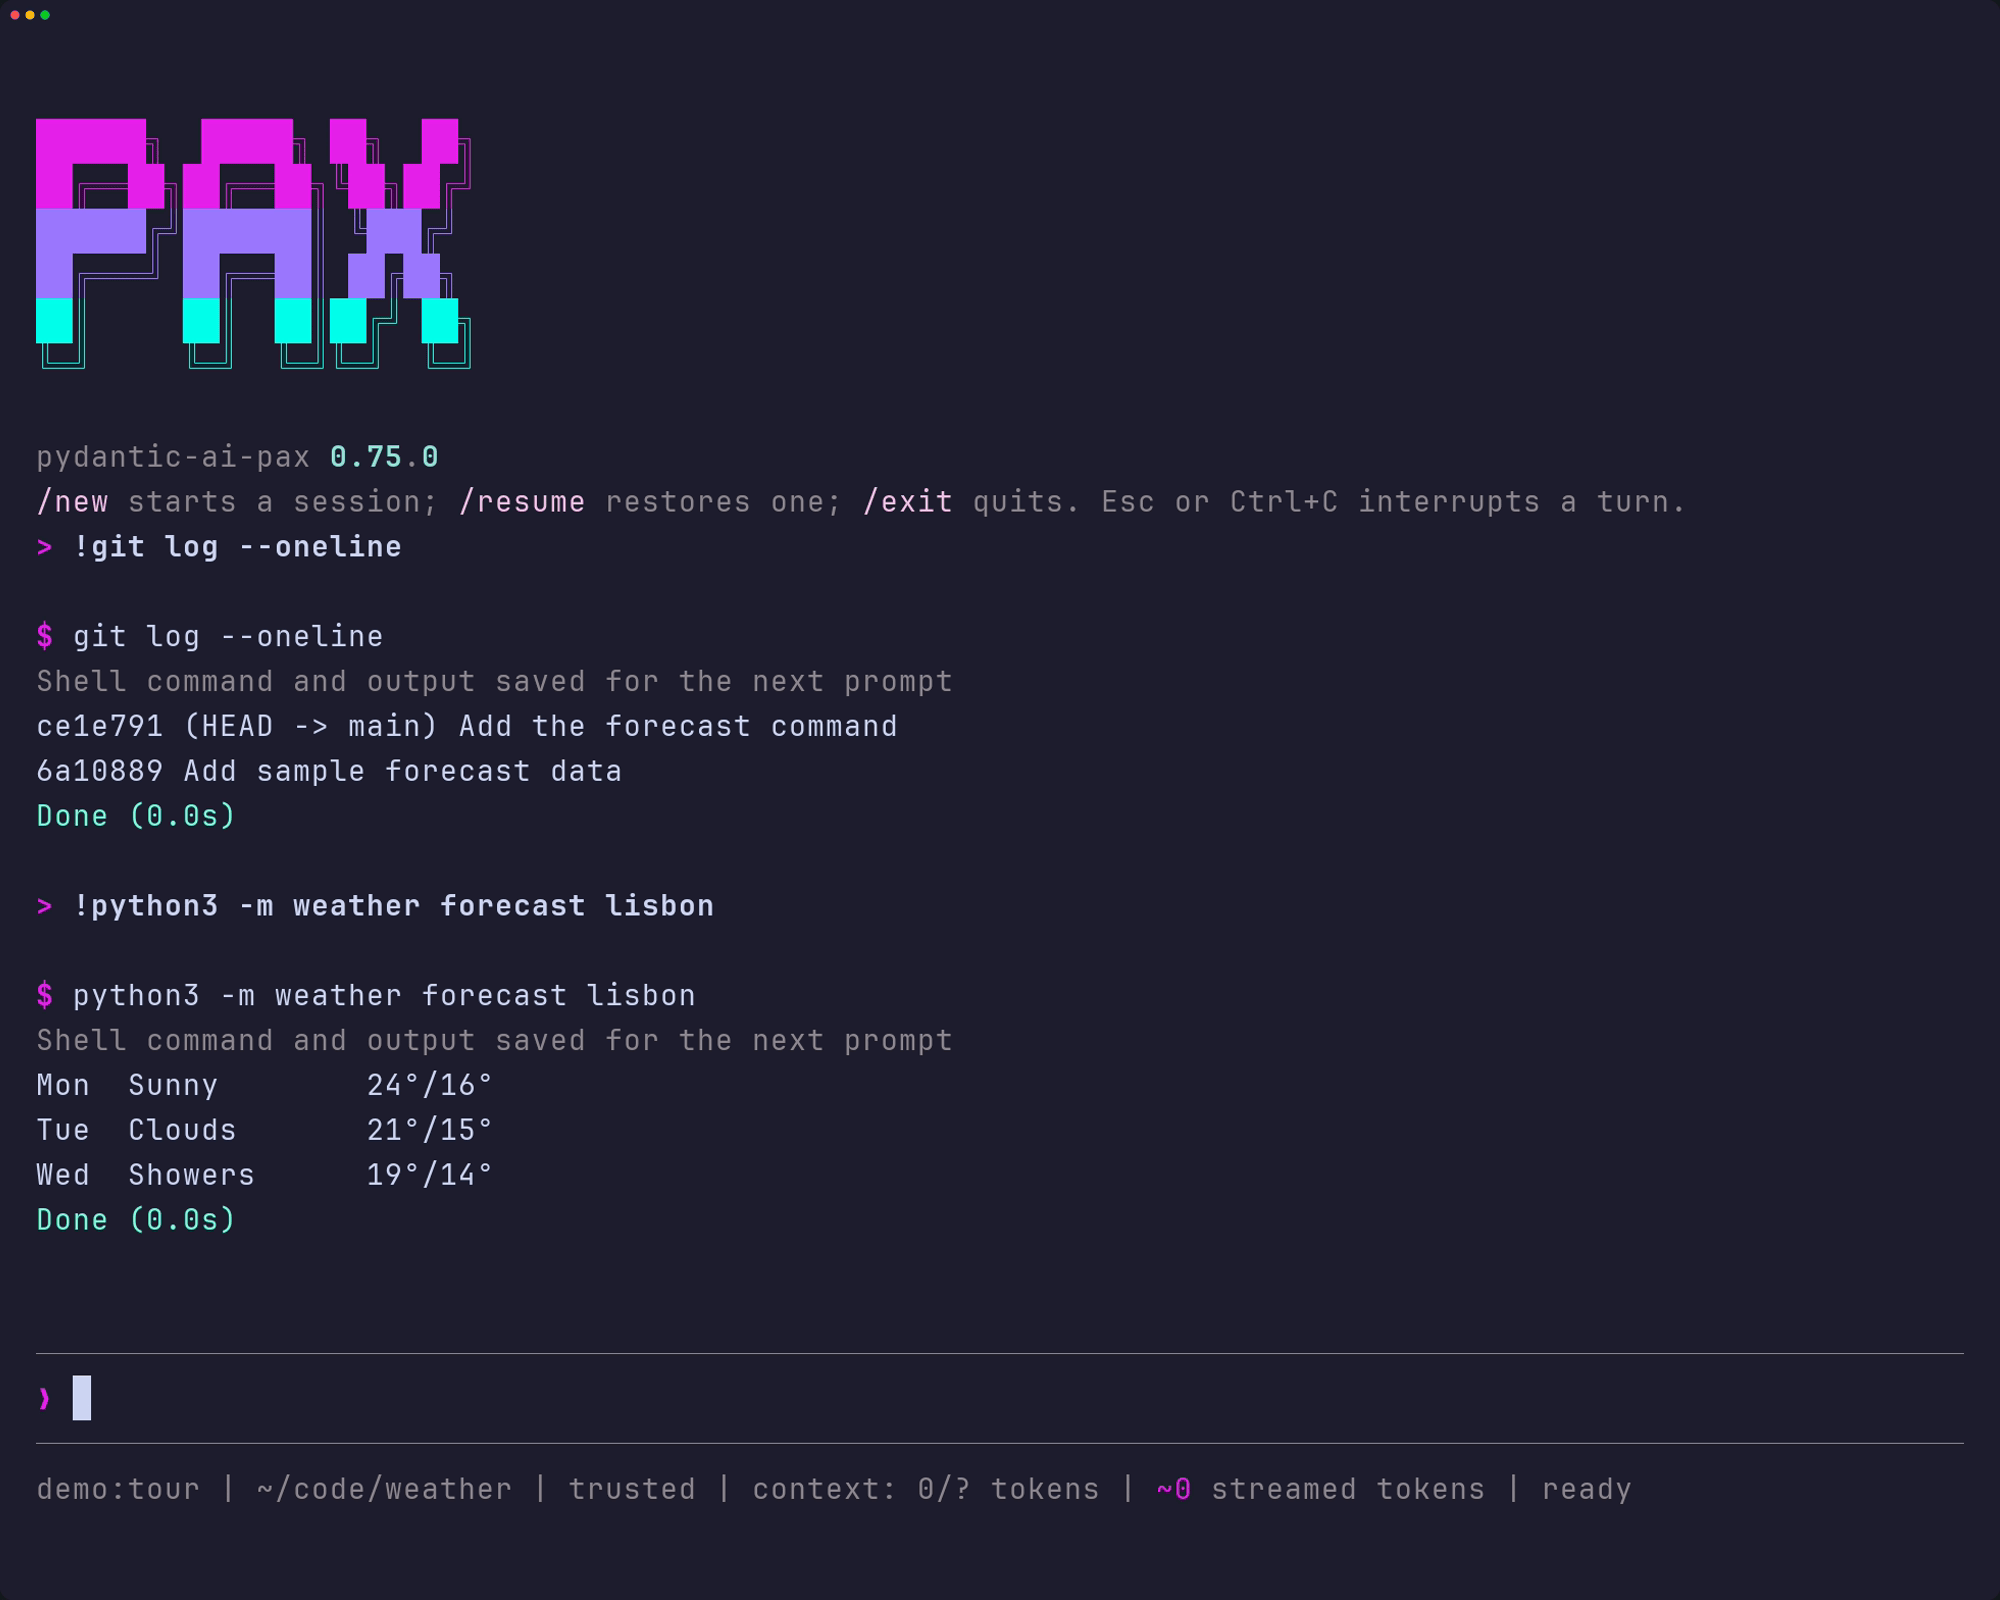 PAX
pydantic-ai-pax 0.75.0
/new starts a session; /resume restores one; /exit quits. Esc or Ctrl+C interrupts a turn.
> !git log --oneline
$ git log --oneline
Shell command and output saved for the next prompt
ce1e791 (HEAD -> main) Add the forecast command
6a10889 Add sample forecast data
Done (0.0s)
> !python3 -m weather forecast lisbon
$ python3 -m weather forecast lisbon
Shell command and output saved for the next prompt
Mon  Sunny        24°/16°
Tue  Clouds       21°/15°
Wed  Showers      19°/14°
Done (0.0s)
❯
demo:tour | ~/code/weather | trusted | context: 0/? tokens | ~0 streamed tokens | ready